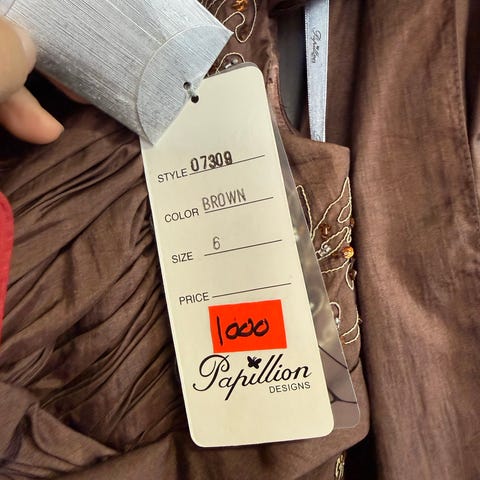 STYLE 07309
COLOR BROWN
SIZE 6
PRICE
1000
Papillion
DESIGNS